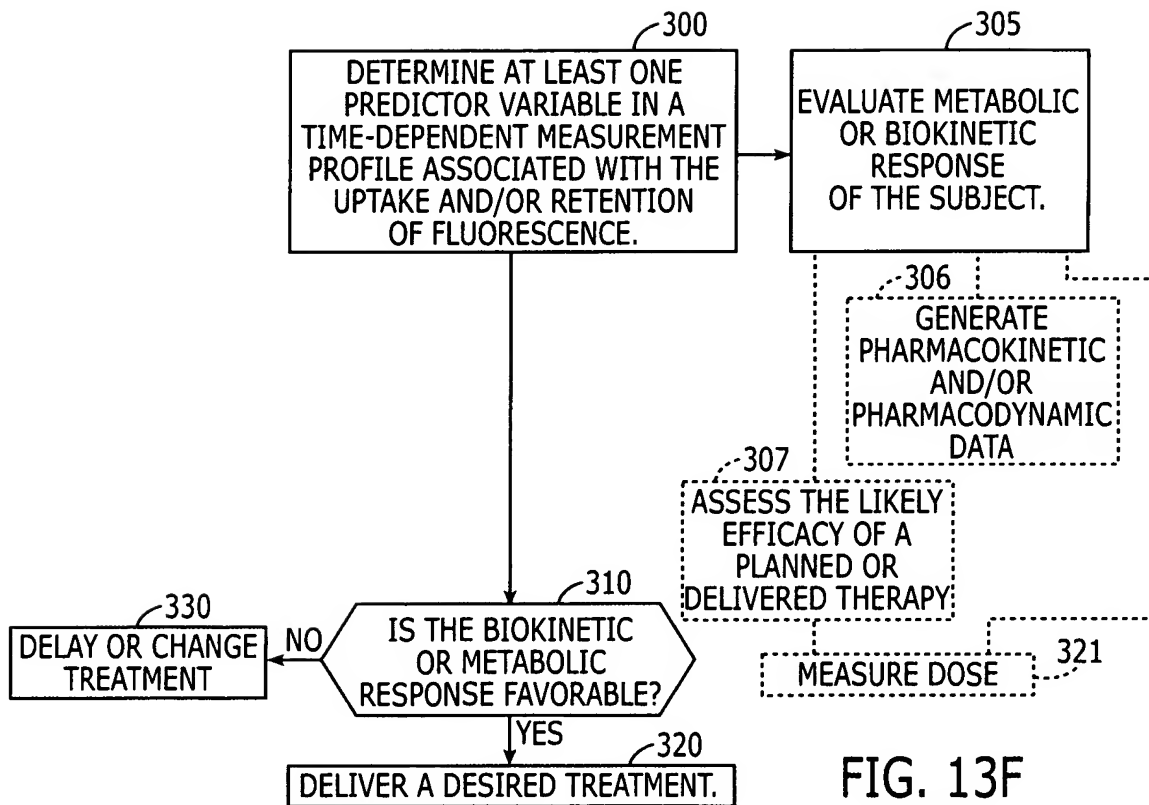 300
DETERMINE AT LEAST ONE
PREDICTOR VARIABLE IN A
TIME-DEPENDENT MEASUREMENT
PROFILE ASSOCIATED WITH THE
UPTAKE AND/OR RETENTION
OF FLUORESCENCE.
305
EVALUATE METABOLIC
OR BIOKINETIC
RESPONSE
OF THE SUBJECT.
306
GENERATE
PHARMACOKINETIC
AND/OR
PHARMACODYNAMIC
DATA
307
ASSESS THE LIKELY
EFFICACY OF A
PLANNED OR
DELIVERED THERAPY
310
IS THE BIOKINETIC
OR METABOLIC
RESPONSE FAVORABLE?
NO
330
DELAY OR CHANGE
TREATMENT
MEASURE DOSE
321
YES
320
DELIVER A DESIRED TREATMENT.
FIG. 13F